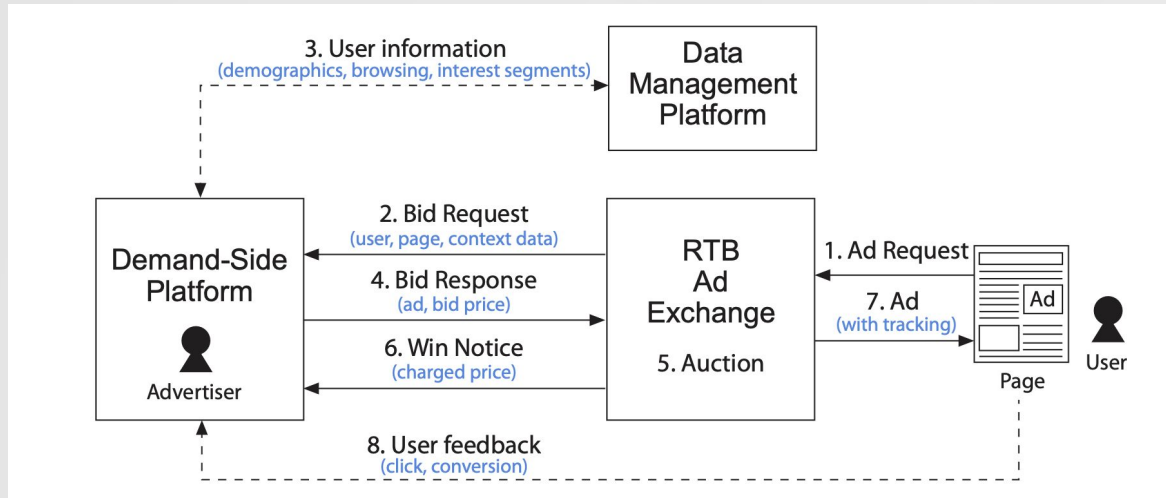 3. User information
(demographics, browsing, interest segments)
Data
Management
Platform
Demand-Side
Platform
Advertiser
2. Bid Request
(user, page, context data)
4. Bid Response
(ad, bid price)
6. Win Notice
(charged price)
RTB
Ad
Exchange
5. Auction
1. Ad Request
7. Ad
(with tracking)
Ad
Page
User
8. User feedback
(click, conversion)